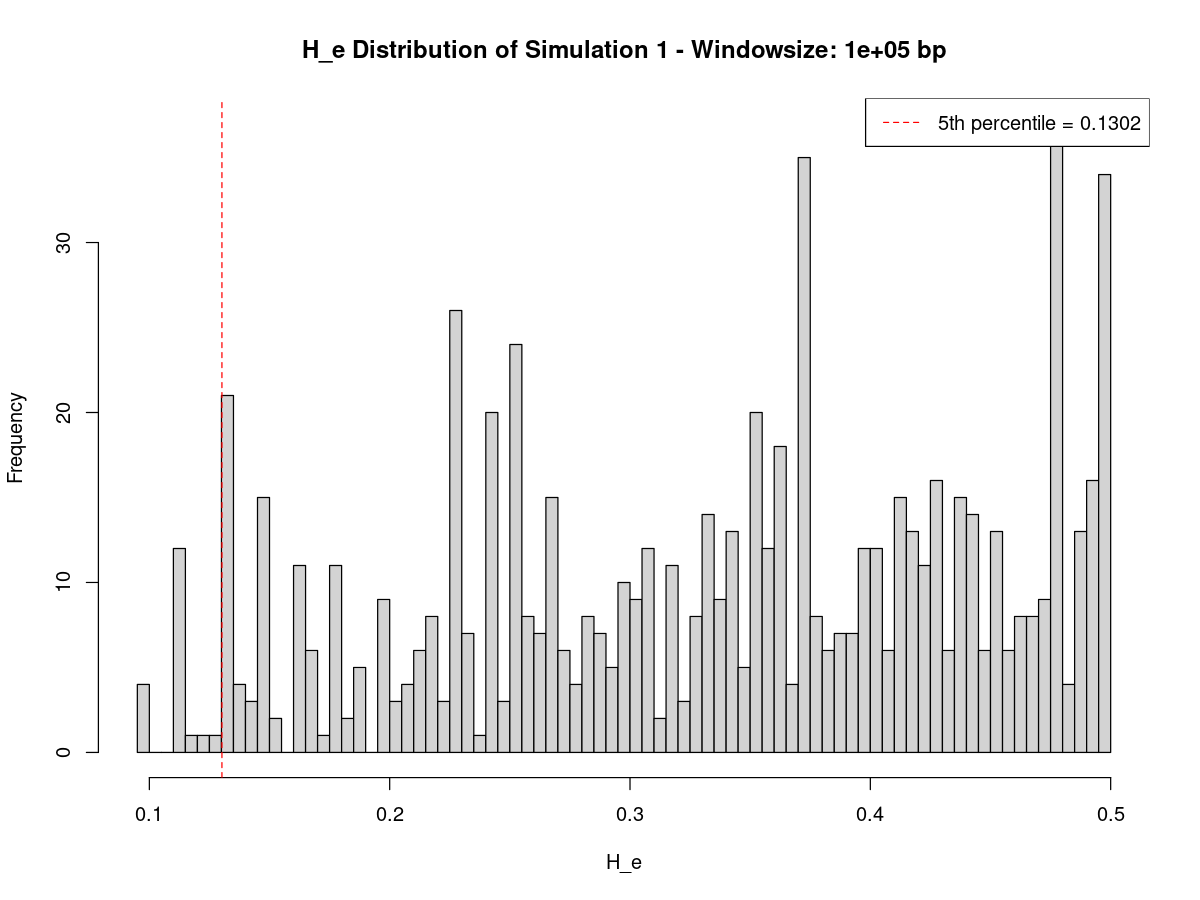 H_e Distribution of Simulation 1 - Windowsize: 1e+05 bp
5th percentile = 0.1302
Frequency
30
20
10
0
0.1 0.2 0.3 0.4 0.5
H_e